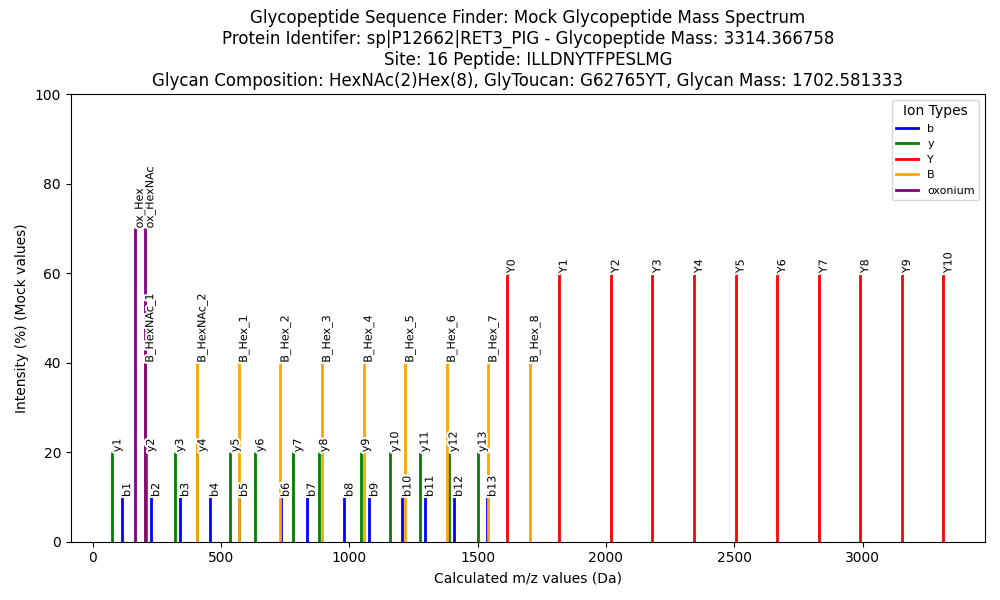 Glycopeptide Sequence Finder: Mock Glycopeptide Mass Spectrum
Protein Identifer: sp|P12662|RET3_PIG - Glycopeptide Mass: 3314.366758
Site: 16 Peptide: ILLDNYTFPESLMG
Glycan Composition: HexNAc(2)Hex(8), GlyToucan: G62765YT, Glycan Mass: 1702.581333
Intensity (%) (Mock values)
100
80
60
40
20
0
Ion Types
b
y
Y
B
oxonium
ox_Hex
ox_HexNAc
Y0
Y1
Y2
Y3
Y4
Y5
Y6
Y7
Y8
Y9
Y10
B_HexNAc_1
B_HexNAc_2
B_Hex_1
B_Hex_2
B_Hex_3
B_Hex_4
B_Hex_5
B_Hex_6
B_Hex_7
B_Hex_8
y1
y2
y3
y4
y5
y6
y7
y8
y9
y10
y11
y12
y13
b1
b2
b3
b4
b5
b6
b7
b8
b9
b10
b11
b12
b13
0
500
1000
1500
2000
2500
3000
Calculated m/z values (Da)